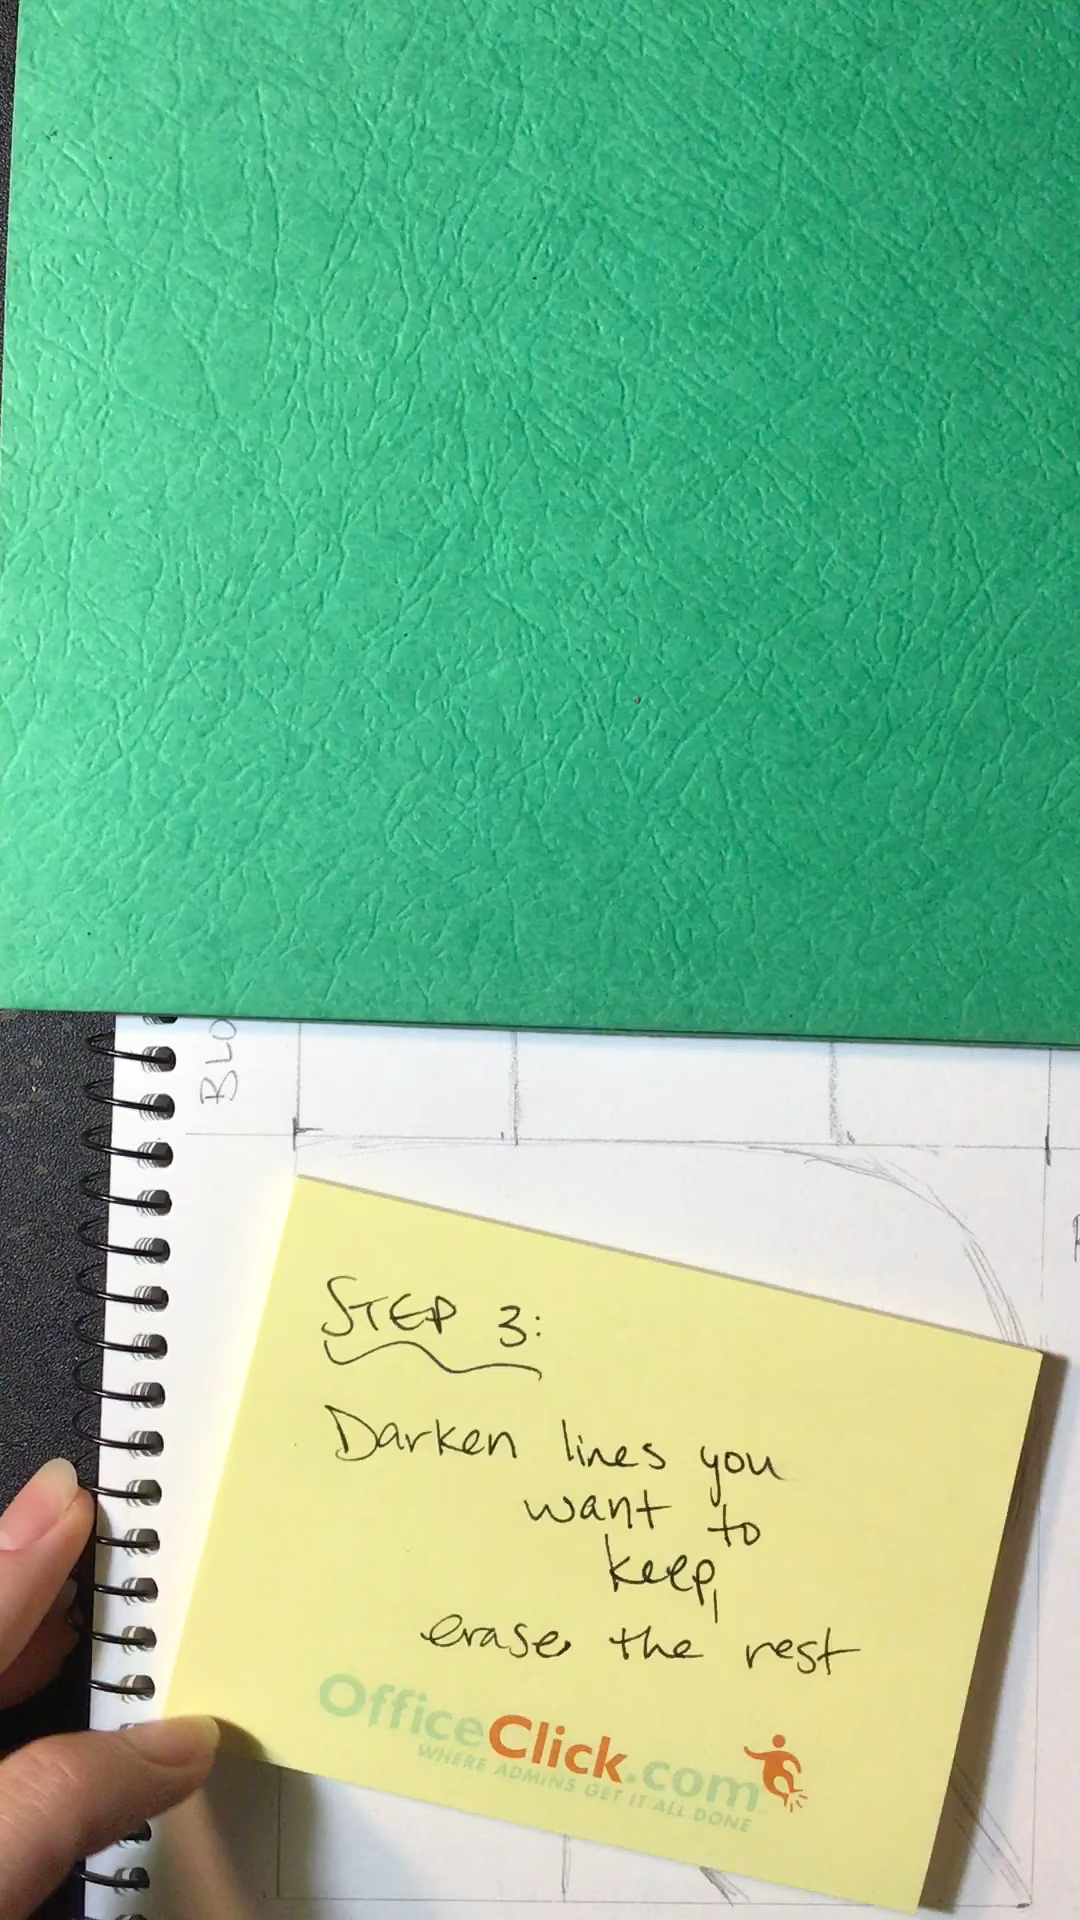 BLO
STEP 3:
Darken lines you
want to
keep,
erase the rest
OfficeClick.com
WHERE ADMINS GET IT ALL DONE